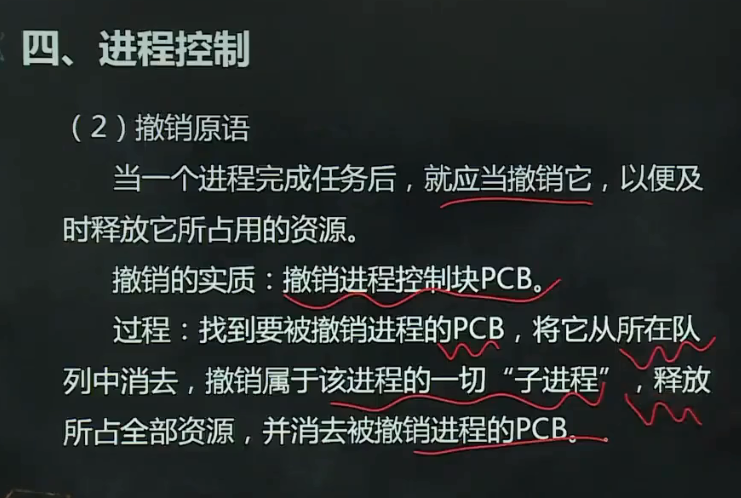 四、进程控制
（2）撤销原语
当一个进程完成任务后，就应当撤销它，以便及
时释放它所占用的资源。
撤销的实质：撤销进程控制块PCB。
过程：找到要被撤销进程的PCB，将它从所在队
列中消去，撤销属于该进程的一切“子进程”，释放
所占全部资源，并消去被撤销进程的PCB。